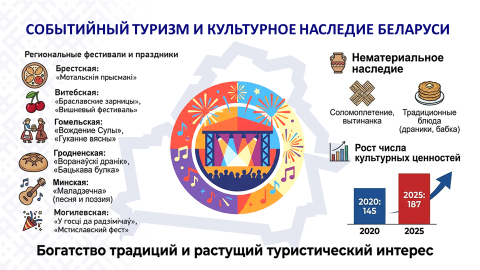 СОБЫТИЙНЫЙ ТУРИЗМ И КУЛЬТУРНОЕ НАСЛЕДИЕ БЕЛАРУСИ
Региональные фестивали и праздники:
Брестская:
«Мотальскія прысмакі»
Витебская:
«Браславские зарницы»,
«Вишневый фестиваль»
Гомельская:
«Вождение Сулы»,
«Гуканне вясны»
Гродненская:
«Воранаўскі дранік»,
«Бацькава булка»
Минская:
«Маладзечна»
(песня и поэзия)
Могилевская:
«У госці да радзімічаў»,
«Мстиславский фест»
Нематериальное
наследие
Соломоплетение,
вытинанка
Традиционные
блюда
(драники, бабка)
Рост числа
культурных ценностей
2020:
145
2025:
187
2020
2025
Богатство традиций и растущий туристический интерес